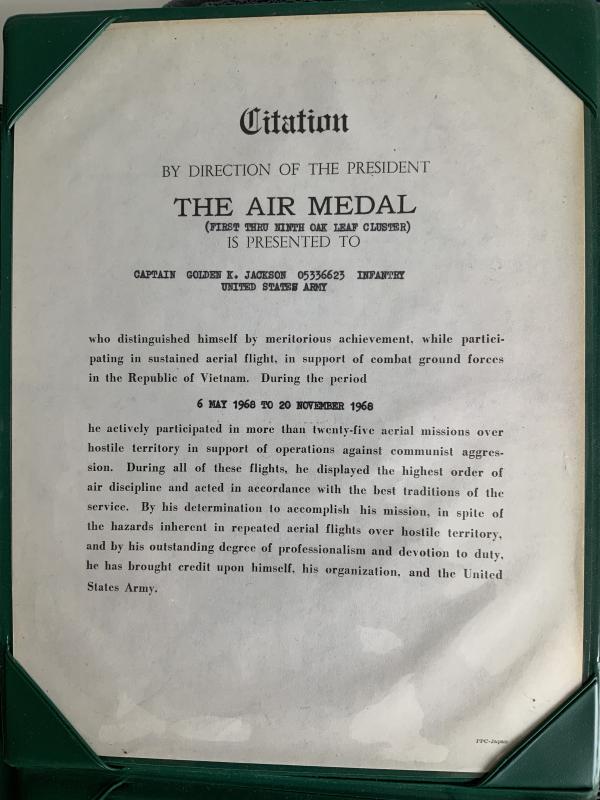 Citation
BY DIRECTION OF THE PRESIDENT
THE AIR MEDAL
(FIRST THRU NINTH OAK LEAF CLUSTER)
IS PRESENTED TO
CAPTAIN GOLDEN K. JACKSON 05336623 INFANTRY
UNITED STATES ARMY
who distinguished himself by meritorious achievement, while partici-
pating in sustained aerial flight, in support of combat ground forces
in the Republic of Vietnam. During the period
6 MAY 1968 TO 20 NOVEMBER 1968
he actively participated in more than twenty-five aerial missions over
hostile territory in support of operations against communist aggres-
sion. During all of these flights, he displayed the highest order of
air discipline and acted in accordance with the best traditions of the
service. By his determination to accomplish his mission, in spite of
the hazards inherent in repeated aerial flights over hostile territory,
and by his outstanding degree of professionalism and devotion to duty,
he has brought credit upon himself, his organization, and the United
States Army.
PPC-Japan